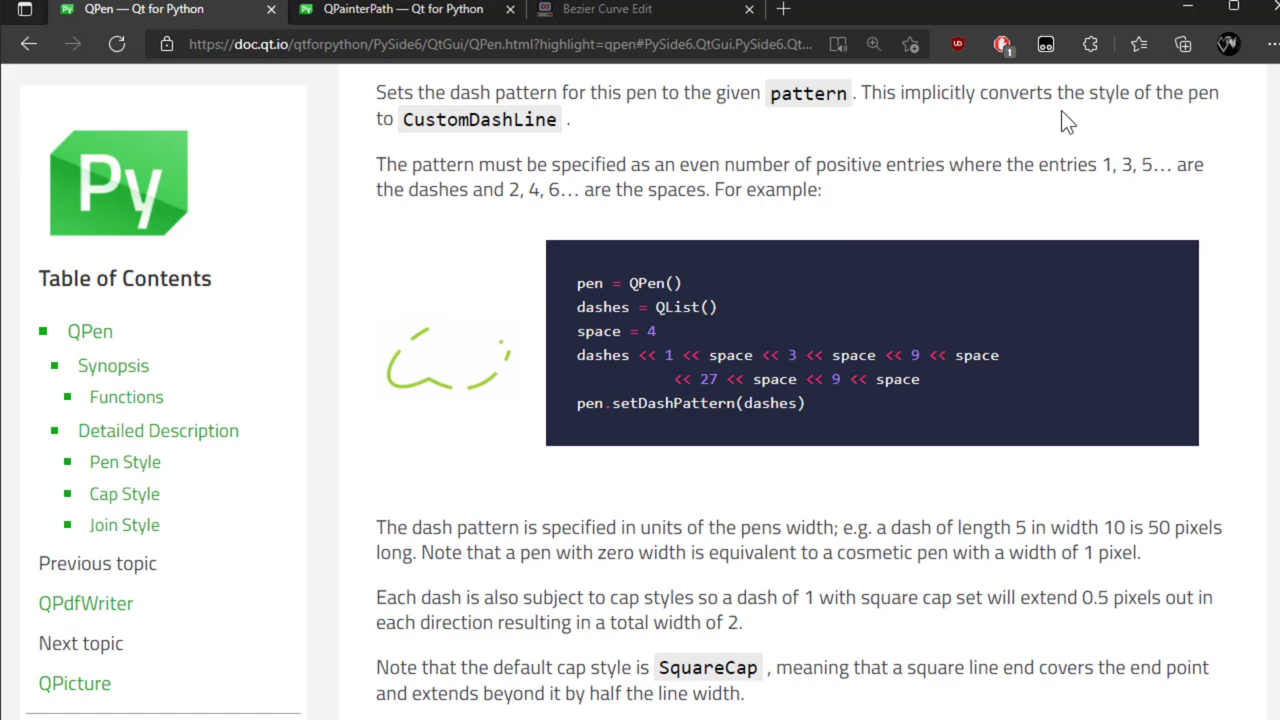 QPen — Qt for Python
QPainterPath — Qt for Python
Bezier Curve Edit
https://doc.qt.io/qtforpython/PySide6/QtGui/QPen.html?highlight=qpen#PySide6.QtGui.PySide6.Qt...
1
Py
Table of Contents
QPen
Synopsis
Functions
Detailed Description
Pen Style
Cap Style
Join Style
Previous topic
QPdfWriter
Next topic
QPicture
Sets the dash pattern for this pen to the given pattern. This implicitly converts the style of the pen
to CustomDashLine .
The pattern must be specified as an even number of positive entries where the entries 1, 3, 5… are
the dashes and 2, 4, 6… are the spaces. For example:
pen = QPen()
dashes = QList()
space = 4
dashes << 1 << space << 3 << space << 9 << space
<< 27 << space << 9 << space
pen.setDashPattern(dashes)
The dash pattern is specified in units of the pens width; e.g. a dash of length 5 in width 10 is 50 pixels
long. Note that a pen with zero width is equivalent to a cosmetic pen with a width of 1 pixel.
Each dash is also subject to cap styles so a dash of 1 with square cap set will extend 0.5 pixels out in
each direction resulting in a total width of 2.
Note that the default cap style is SquareCap , meaning that a square line end covers the end point
and extends beyond it by half the line width.